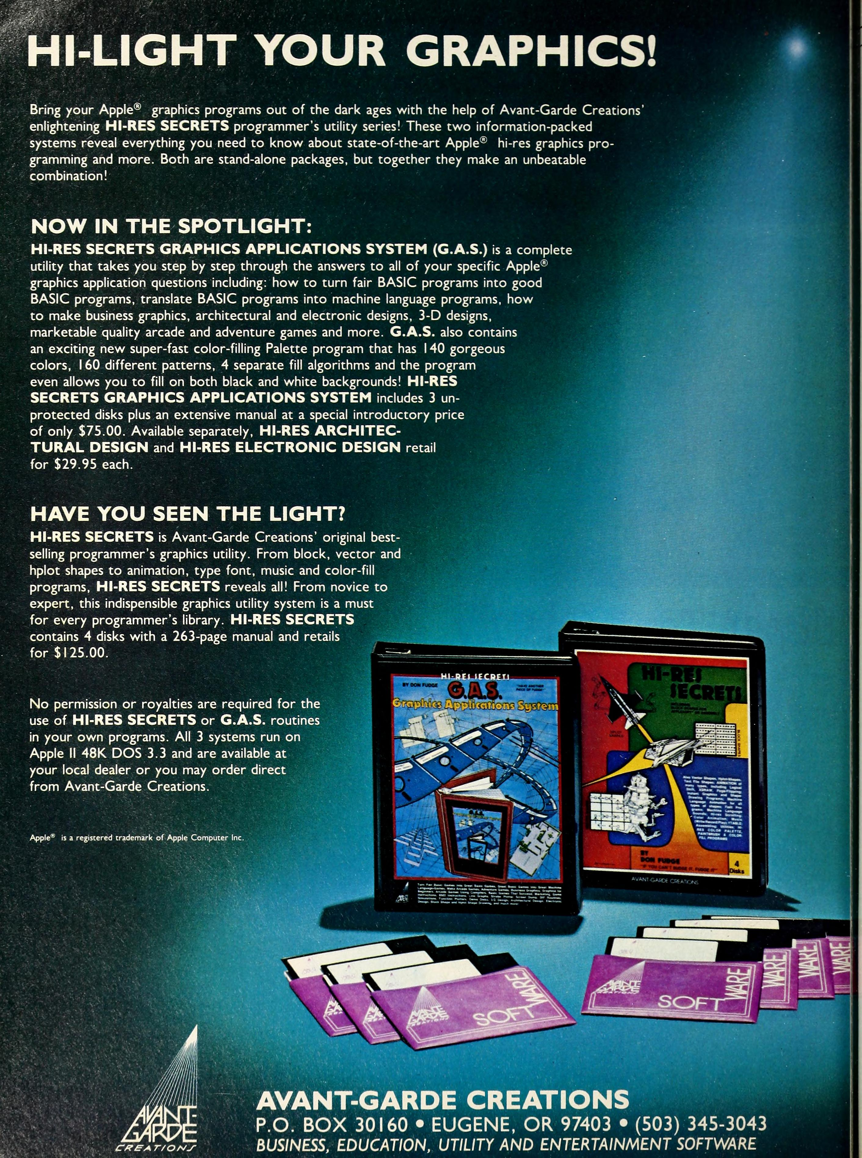 HI-LIGHT YOUR GRAPHICS!
Bring your Apple® graphics programs out of the dark ages with the help of Avant-Garde Creations'
enlightening HI-RES SECRETS programmer's utility series! These two information-packed
systems reveal everything you need to know about state-of-the-art Apple® hi-res graphics pro-
gramming and more. Both are stand-alone packages, but together they make an unbeatable
combination!
NOW IN THE SPOTLIGHT:
HI-RES SECRETS GRAPHICS APPLICATIONS SYSTEM (G.A.S.) is a complete
utility that takes you step by step through the answers to all of your specific Apple®
graphics application questions including: how to turn fair BASIC programs into good
BASIC programs, translate BASIC programs into machine language programs, how
to make business graphics, architectural and electronic designs, 3-D designs,
marketable quality arcade and adventure games and more. G.A.S. also contains
an exciting new super-fast color-filling Palette program that has 140 gorgeous
colors, 160 different patterns, 4 separate fill algorithms and the program
even allows you to fill on both black and white backgrounds! HI-RES
SECRETS GRAPHICS APPLICATIONS SYSTEM includes 3 un-
protected disks plus an extensive manual at a special introductory price
of only $75.00. Available separately, HI-RES ARCHITEC-
TURAL DESIGN and HI-RES ELECTRONIC DESIGN retail
for $29.95 each.
HAVE YOU SEEN THE LIGHT?
HI-RES SECRETS is Avant-Garde Creations' original best-
selling programmer's graphics utility. From block, vector and
hplot shapes to animation, type font, music and color-fill
programs, HI-RES SECRETS reveals all! From novice to
expert, this indispensible graphics utility system is a must
for every programmer's library. HI-RES SECRETS
contains 4 disks with a 263-page manual and retails
for $125.00.
No permission or royalties are required for the
use of HI-RES SECRETS or G.A.S. routines
in your own programs. All 3 systems run on
Apple II 48K DOS 3.3 and are available at
your local dealer or you may order direct
from Avant-Garde Creations.
Apple® is a registered trademark of Apple Computer Inc.
HI-RES SECRETS
BY DON FUDGE
G.A.S.
Graphics Applications System
HI-RES
SECRETS
BY
DON FUDGE
4
Disks
AVANT-GARDE CREATIONS
AVANT
GARDE
CREATIONS
SOFTWARE
AVANT
GARDE
CREATIONS
SOFTWARE
WARE
WARE
WARE
AVANT-
GARDE
CREATIONS
AVANT-GARDE CREATIONS
P.O. BOX 30160 • EUGENE, OR 97403 • (503) 345-3043
BUSINESS, EDUCATION, UTILITY AND ENTERTAINMENT SOFTWARE